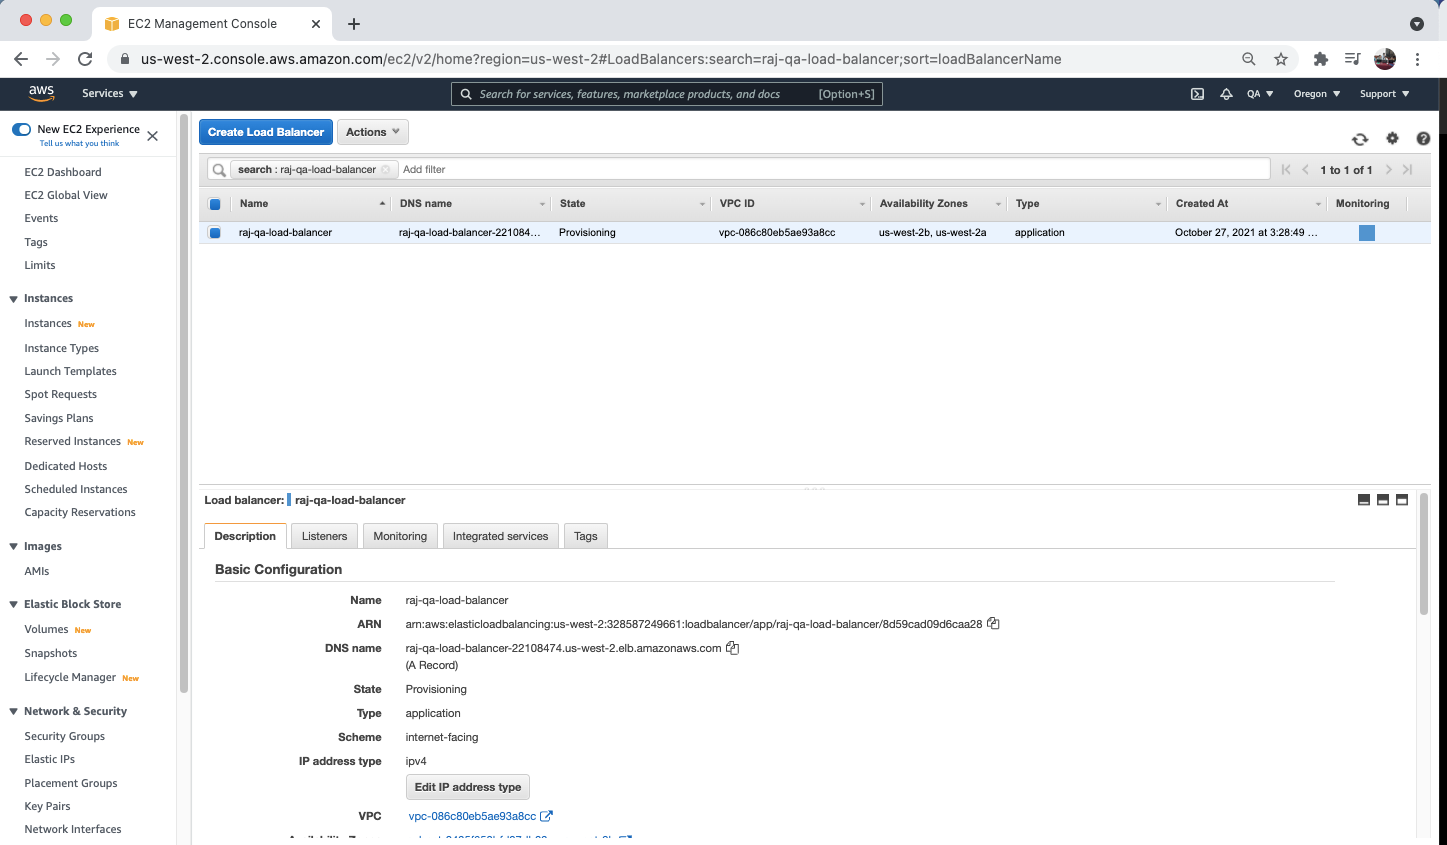 EC2 Management Console
us-west-2.console.aws.amazon.com/ec2/v2/home?region=us-west-2#LoadBalancers:search=raj-qa-load-balancer;sort=loadBalancerName
aws Services Search for services, features, marketplace products, and docs [Option+S] QA Oregon Support
New EC2 Experience
Tell us what you think
EC2 Dashboard
EC2 Global View
Events
Tags
Limits
Instances
Instances New
Instance Types
Launch Templates
Spot Requests
Savings Plans
Reserved Instances New
Dedicated Hosts
Scheduled Instances
Capacity Reservations
Images
AMIs
Elastic Block Store
Volumes New
Snapshots
Lifecycle Manager New
Network & Security
Security Groups
Elastic IPs
Placement Groups
Key Pairs
Network Interfaces
Create Load Balancer Actions
search : raj-qa-load-balancer Add filter 1 to 1 of 1
Name DNS name State VPC ID Availability Zones Type Created At Monitoring
raj-qa-load-balancer raj-qa-load-balancer-221084... Provisioning vpc-086c80eb5ae93a8cc us-west-2b, us-west-2a application October 27, 2021 at 3:28:49 ...
Load balancer: raj-qa-load-balancer
Description Listeners Monitoring Integrated services Tags
Basic Configuration
Name raj-qa-load-balancer
ARN arn:aws:elasticloadbalancing:us-west-2:328587249661:loadbalancer/app/raj-qa-load-balancer/8d59cad09d6caa28
DNS name raj-qa-load-balancer-22108474.us-west-2.elb.amazonaws.com
(A Record)
State Provisioning
Type application
Scheme internet-facing
IP address type ipv4
Edit IP address type
VPC vpc-086c80eb5ae93a8cc